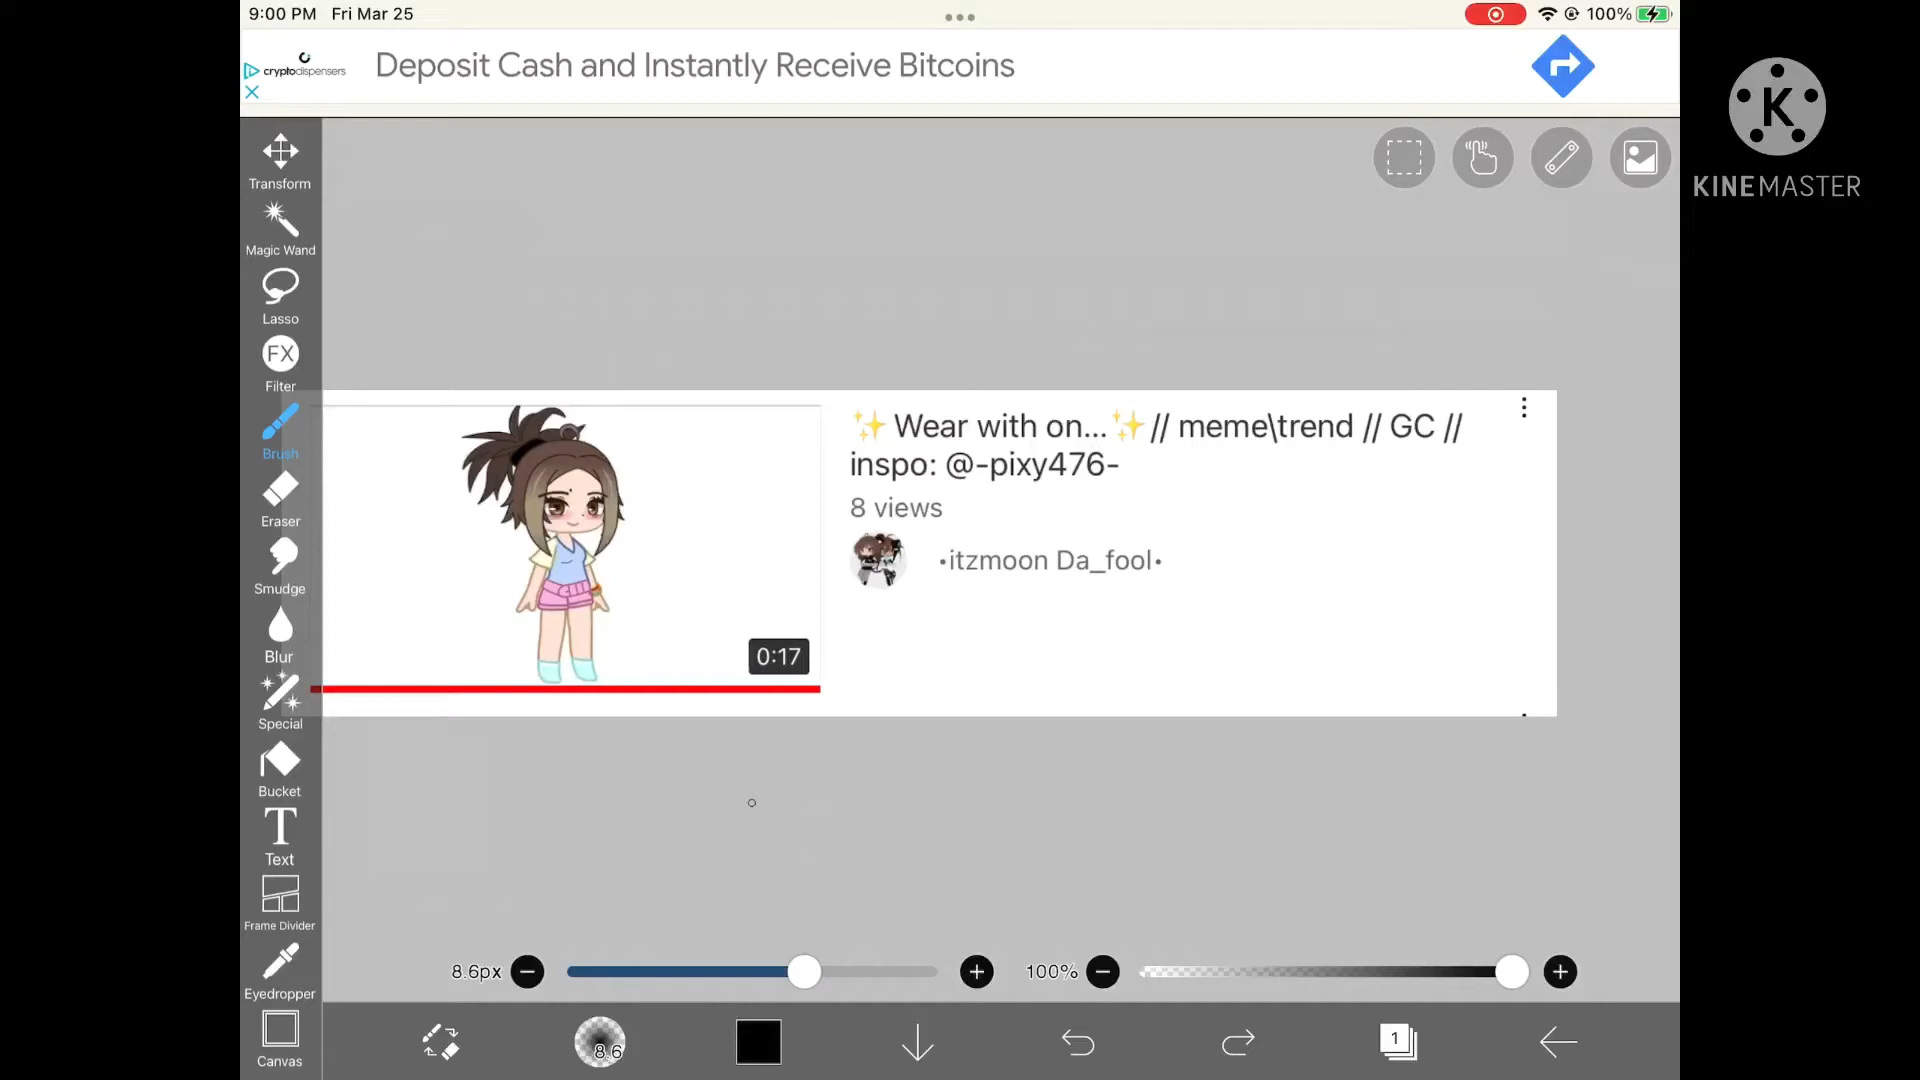 9:00 PM Fri Mar 25
100%
cryptodispensers
Deposit Cash and Instantly Receive Bitcoins
K
KINEMASTER
Transform
Magic Wand
Lasso
FX
Filter
Brush
Eraser
Smudge
Blur
Special
Bucket
T
Text
Frame Divider
Eyedropper
Canvas
✨ Wear with on...✨// meme\trend // GC //
inspo: @-pixy476-
8 views
•itzmoon Da_fool•
0:17
8.6px
100%
8.6
1